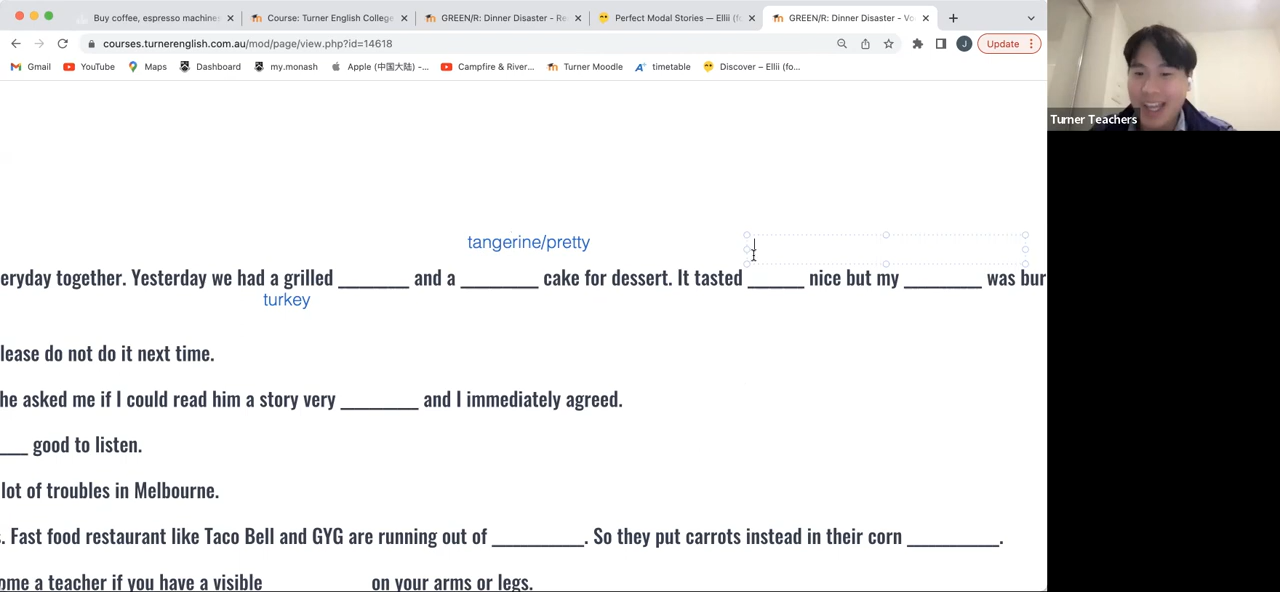 Buy coffee, espresso machine
Course: Turner English College
GREEN/R: Dinner Disaster - Re
Perfect Modal Stories — Ellii (fo
GREEN/R: Dinner Disaster - Vo
courses.turnerenglish.com.au/mod/page/view.php?id=14618
J
Update
Gmail
YouTube
Maps
Dashboard
my.monash
Apple (中国大陆) -...
Campfire & River...
Turner Moodle
timetable
Discover – Ellii (fo...
Turner Teachers
tangerine/pretty
eryday together. Yesterday we had a grilled ________ and a _________ cake for dessert. It tasted ______ nice but my _________ was bur
turkey
lease do not do it next time.
he asked me if I could read him a story very _________ and I immediately agreed.
___ good to listen.
lot of troubles in Melbourne.
. Fast food restaurant like Taco Bell and GYG are running out of __________. So they put carrots instead in their corn __________.
ome a teacher if you have a visible ____________ on your arms or legs.